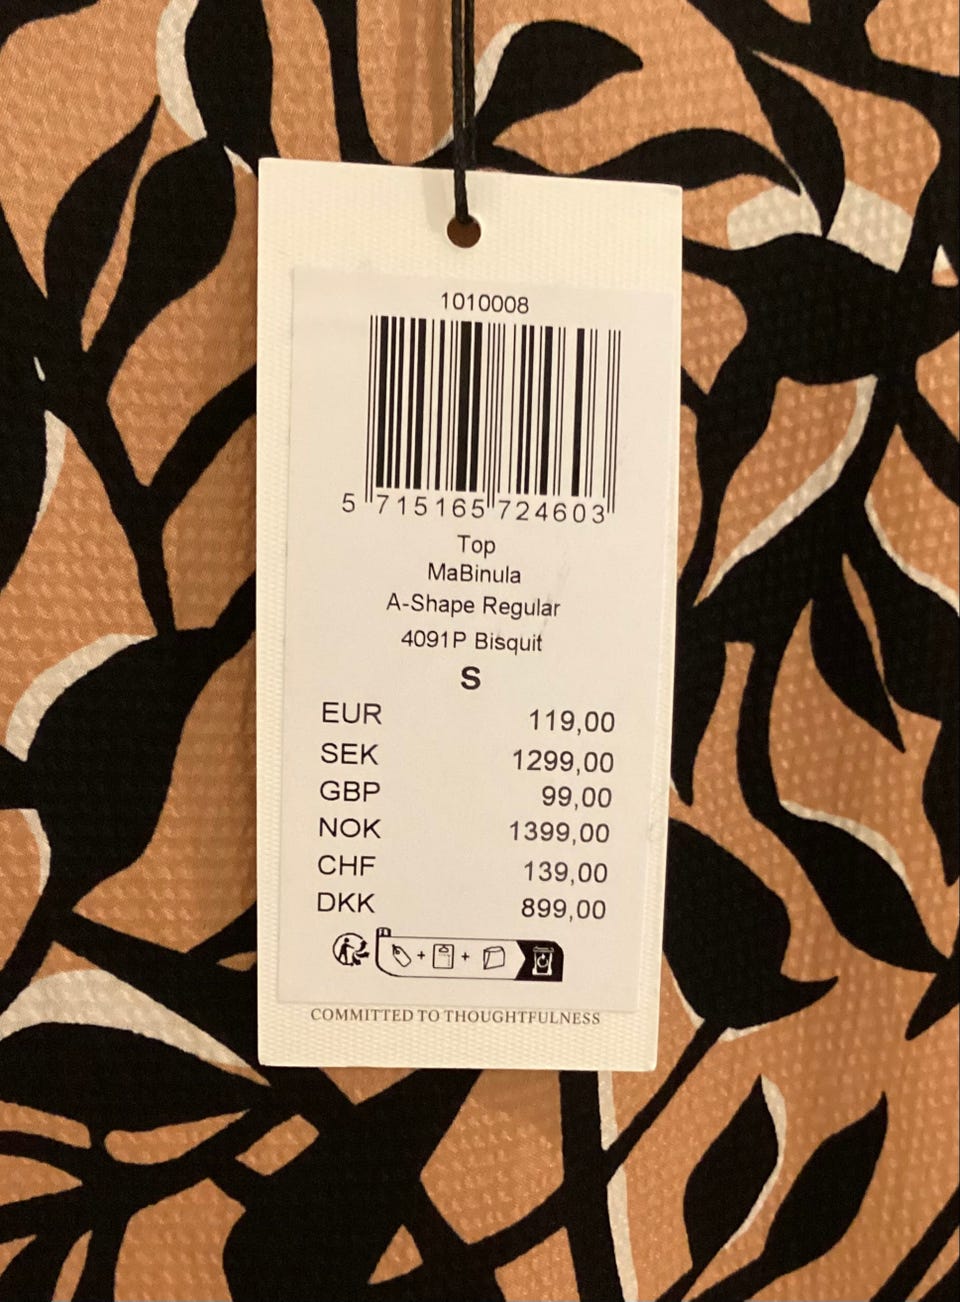 1010008
5 715165 724603
Top
MaBinula
A-Shape Regular
4091P Bisquit
S
EUR 119,00
SEK 1299,00
GBP 99,00
NOK 1399,00
CHF 139,00
DKK 899,00
+ +
COMMITTED TO THOUGHTFULNESS